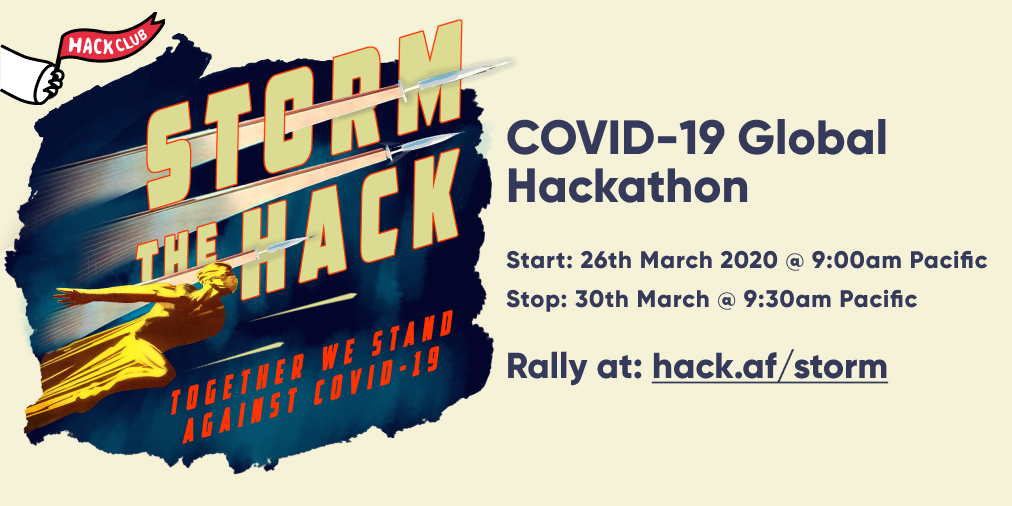 HACK CLUB
STORM
THE HACK
TOGETHER WE STAND
AGAINST COVID-19
COVID-19 Global
Hackathon
Start: 26th March 2020 @ 9:00am Pacific
Stop: 30th March @ 9:30am Pacific
Rally at: hack.af/storm